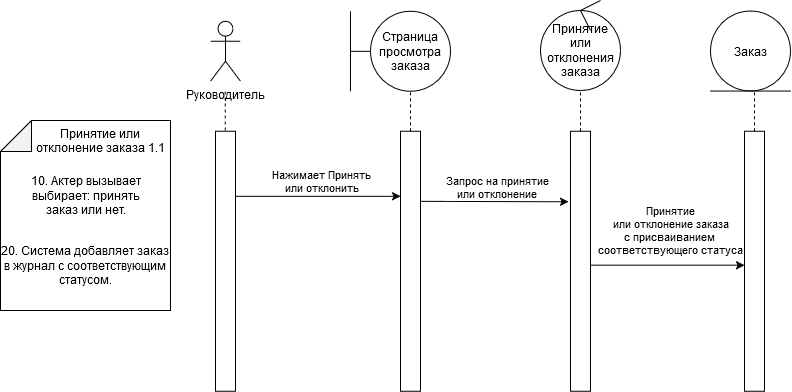 Руководитель
Страница
просмотра
заказа
Принятие
или
отклонения
заказа
Заказ
Принятие или
отклонение заказа 1.1
10. Актер вызывает
выбирает: принять
заказ или нет.
20. Система добавляет заказ
в журнал с соответствующим
статусом.
Нажимает Принять
или отклонить
Запрос на принятие
или отклонение
Принятие
или отклонение заказа
с присваиванием
соответствующего статуса